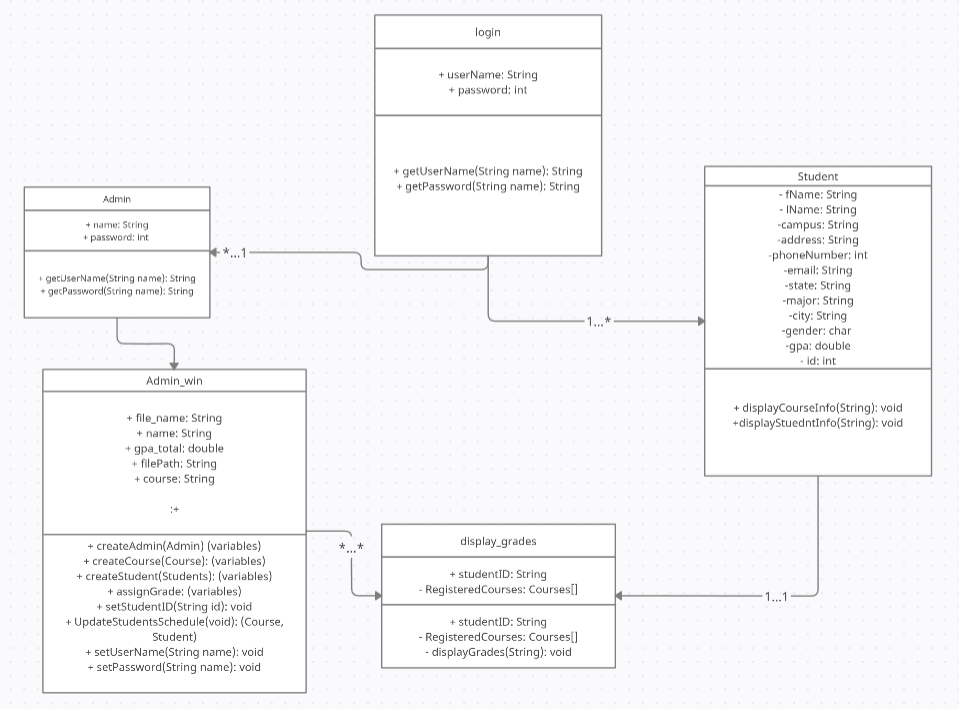 login
+ userName: String
+ password: int
+ getUserName(String name): String
+ getPassword(String name): String
Admin
+ name: String
+ password: int
+ getUserName(String name): String
+ getPassword(String name): String
*...1
1...*
Student
- fName: String
- lName: String
-campus: String
-address: String
-phoneNumber: int
-email: String
-state: String
-major: String
-city: String
-gender: char
-gpa: double
- id: int
+ displayCourseInfo(String): void
+displayStuedntInfo(String): void
Admin_win
+ file_name: String
+ name: String
+ gpa_total: double
+ filePath: String
+ course: String
:+
+ createAdmin(Admin) (variables)
+ createCourse(Course): (variables)
+ createStudent(Students): (variables)
+ assignGrade: (variables)
+ setStudentID(String id): void
+ UpdateStudentsSchedule(void): (Course,
Student)
+ setUserName(String name): void
+ setPassword(String name): void
*...*
display_grades
+ studentID: String
- RegisteredCourses: Courses[]
+ studentID: String
- RegisteredCourses: Courses[]
- displayGrades(String): void
1...1